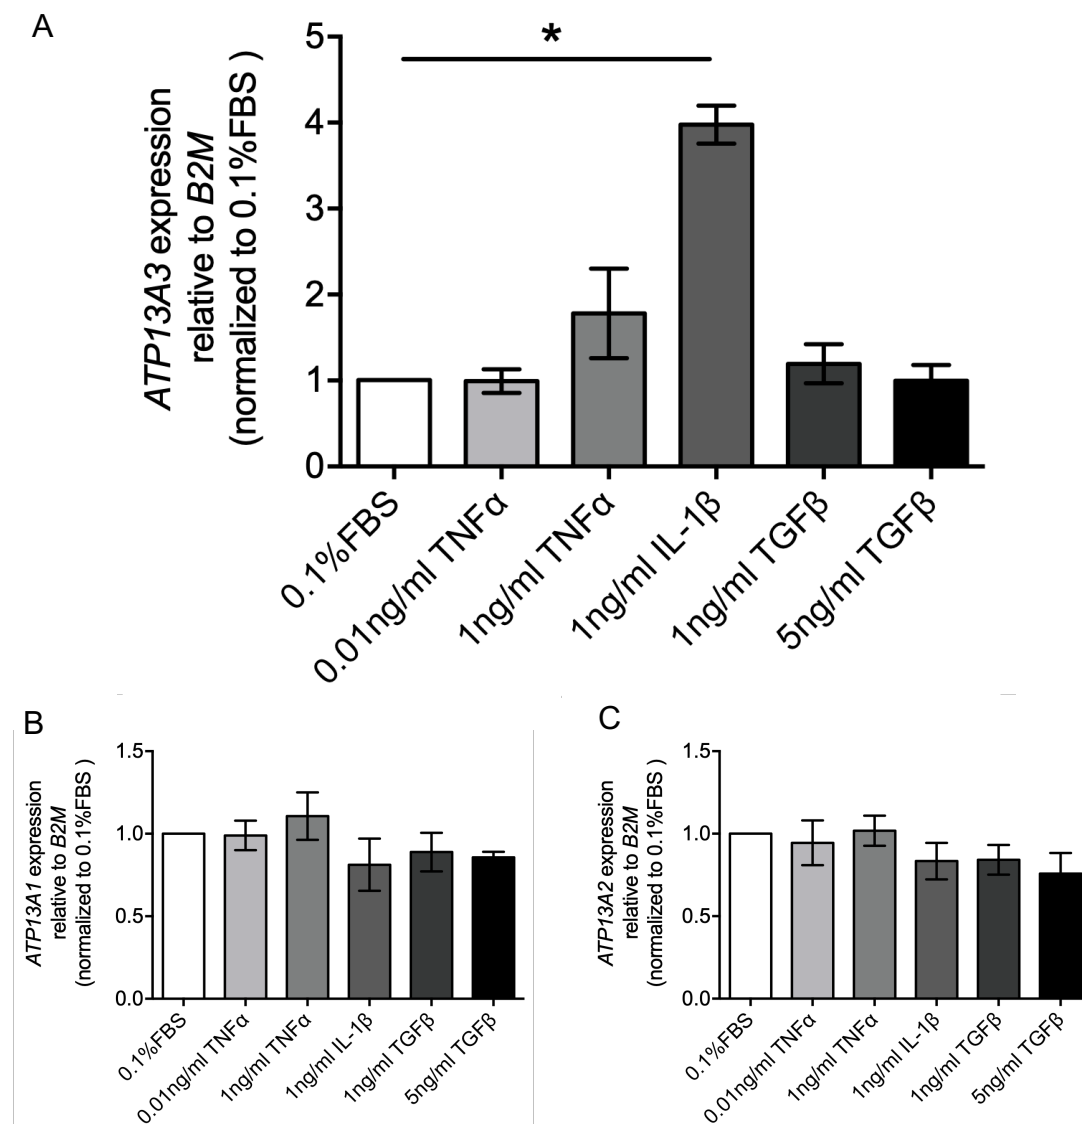 A
*
ATP13A3 expression
relative to B2M
(normalized to 0.1%FBS )
5
4
3
2
1
0
0.1%FBS
0.01ng/ml TNFα
1ng/ml TNFα
1ng/ml IL-1β
1ng/ml TGFβ
5ng/ml TGFβ
B
ATP13A1 expression
relative to B2M
(normalized to 0.1%FBS )
1.5
1.0
0.5
0.0
0.1%FBS
0.01ng/ml TNFα
1ng/ml TNFα
1ng/ml IL-1β
1ng/ml TGFβ
5ng/ml TGFβ
C
ATP13A2 expression
relative to B2M
(normalized to 0.1%FBS )
1.5
1.0
0.5
0.0
0.1%FBS
0.01ng/ml TNFα
1ng/ml TNFα
1ng/ml IL-1β
1ng/ml TGFβ
5ng/ml TGFβ